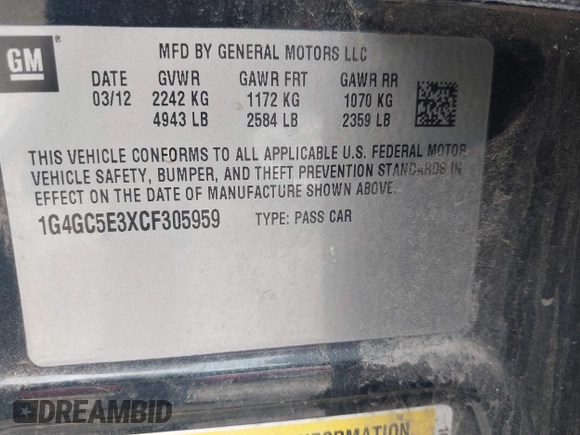 GM
®
MFD BY GENERAL MOTORS LLC
DATE GVWR GAWR FRT GAWR RR
03/12 2242 KG 1172 KG 1070 KG
4943 LB 2584 LB 2359 LB
THIS VEHICLE CONFORMS TO ALL APPLICABLE U.S. FEDERAL MOTOR
VEHICLE SAFETY, BUMPER, AND THEFT PREVENTION STANDARDS IN
EFFECT ON THE DATE OF MANUFACTURE SHOWN ABOVE.
1G4GC5E3XCF305959 TYPE: PASS CAR
DREAMBID
INFORMATION